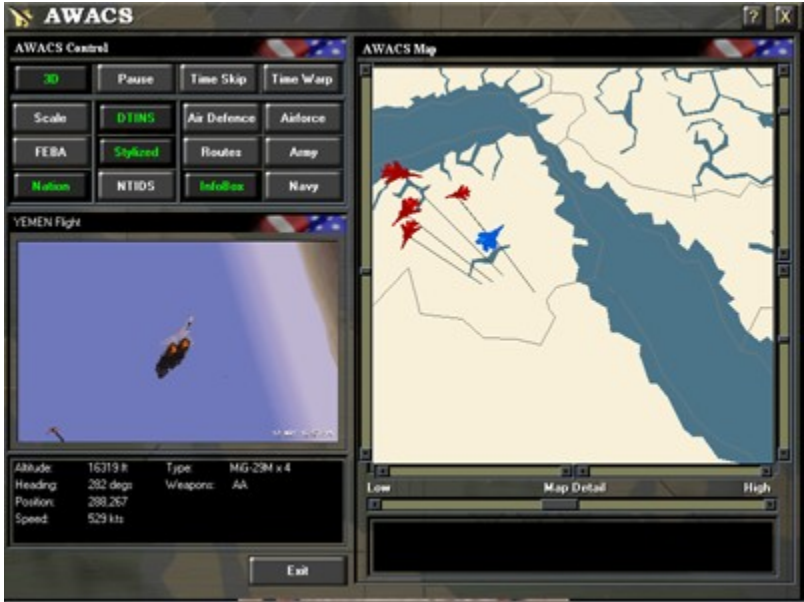 AWACS
? X
AWACS Control
3D Pause Time Skip Time Warp
Scale DTINS Air Defence Airforce
FEBA Stylized Routes Army
Nation NTIDS InfoBox Navy
YEMEN Flight
Altitude: 16319 ft Type: MiG-29M x 4
Heading: 282 degs Weapons: AA
Position: 288,267
Speed: 529 kts
Exit
AWACS Map
Low Map Detail High